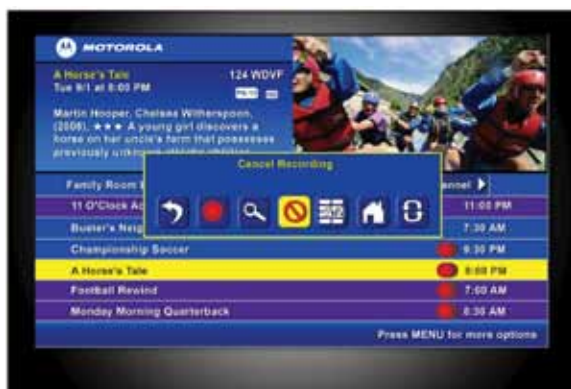 MOTOROLA
A Horse's Tale
124 WDVF
Tue 9/1 at 8:00 PM
Martin Hooper, Chelsea Witherspoon,
(2006), ★★★ A young girl discovers a
horse on her uncle's farm that possesses
previously
Cancel Recording
Family Room
11 O'Clock
11:00 PM
Buster's
7:30 AM
Championship Soccer
9:30 PM
A Horse's Tale
8:00 PM
Football Rewind
7:00 AM
Monday Morning Quarterback
8:30 AM
Press MENU for more options